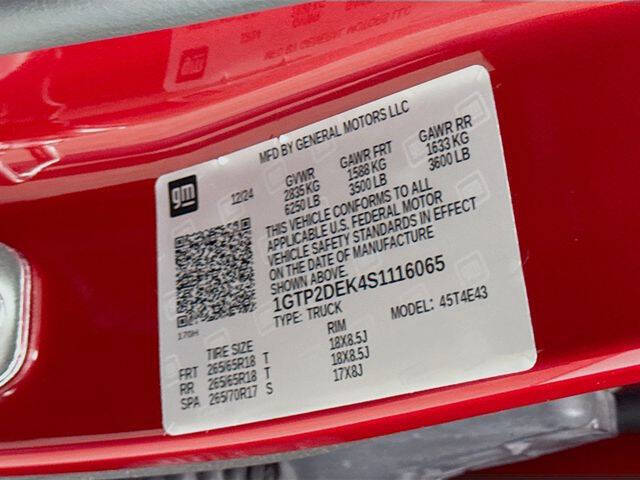 MFD BY GENERAL MOTORS LLC
gm
12/24
GVWR
2835 KG
6250 LB
GAWR FRT
1588 KG
3500 LB
GAWR RR
1633 KG
3600 LB
THIS VEHICLE CONFORMS TO ALL
APPLICABLE U.S. FEDERAL MOTOR
VEHICLE SAFETY STANDARDS IN EFFECT
ON THE DATE OF MANUFACTURE
SHOWN ABOVE.
1GTP2DEK4S1116065
TYPE: TRUCK MODEL: 45T4E43
170H
TIRE SIZE RIM
FRT 265/65R18 T 18X8.5J
RR 265/65R18 T 18X8.5J
SPA 265/70R17 S 17X8J